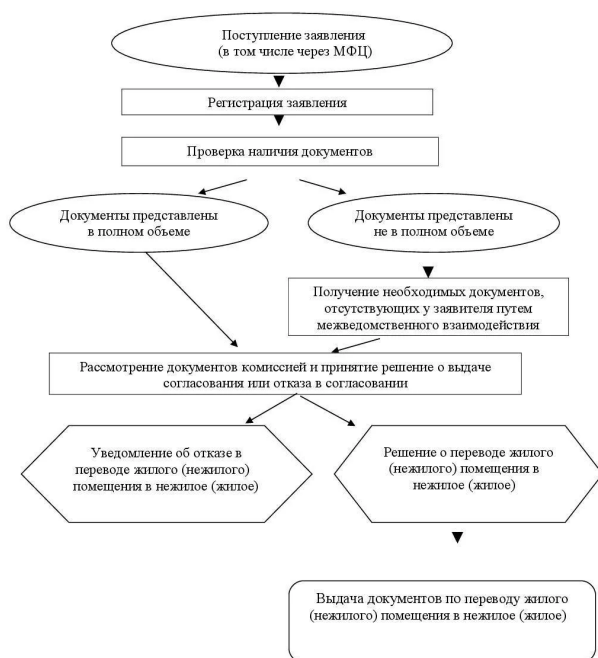 Поступление заявления
(в том числе через МФЦ)
Регистрация заявления
Проверка наличия документов
Документы представлены
в полном объеме
Документы представлены
не в полном объеме
Получение необходимых документов,
отсутствующих у заявителя путем
межведомственного взаимодействия
Рассмотрение документов комиссией и принятие решение о выдаче
согласования или отказа в согласовании
Уведомление об отказе в
переводе жилого (нежилого)
помещения в нежилое (жилое)
Решение о переводе жилого
(нежилого) помещения в
нежилое (жилое)
Выдача документов по переводу жилого
(нежилого) помещения в нежилое (жилое)